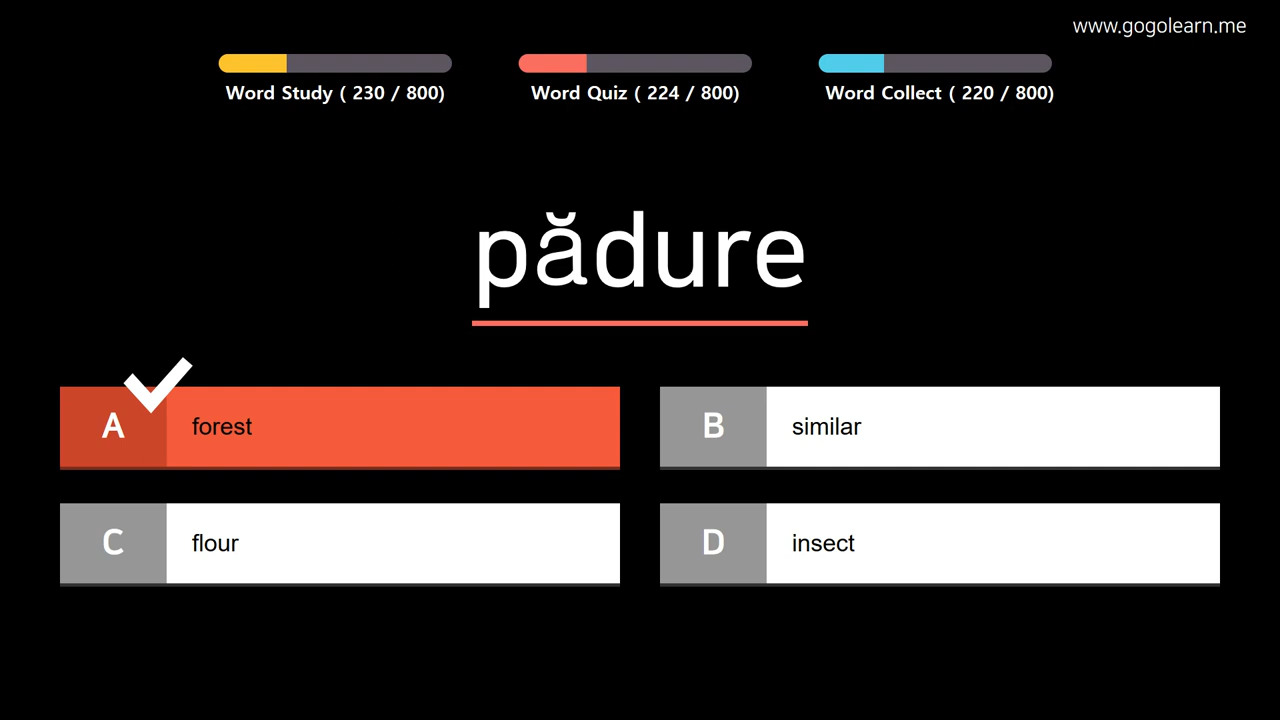 www.gogolearn.me
Word Study ( 230 / 800)
Word Quiz ( 224 / 800)
Word Collect ( 220 / 800)
pădure
A forest
B similar
C flour
D insect